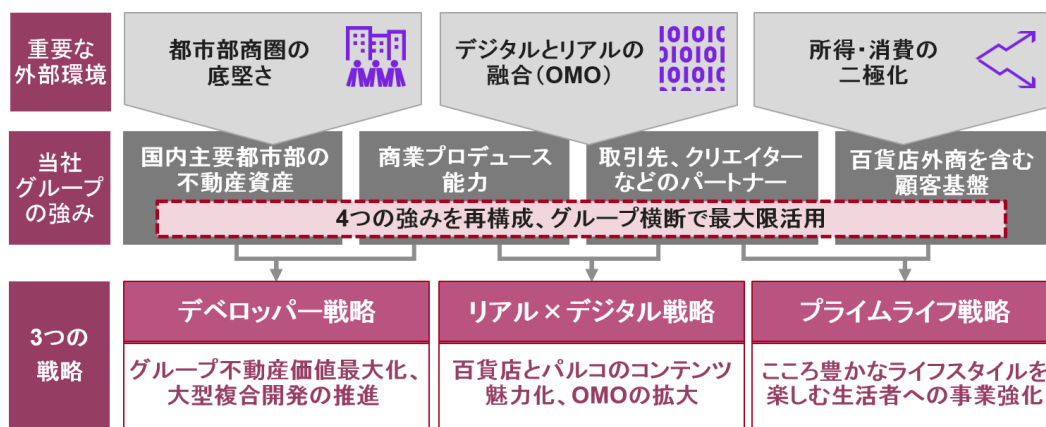 重要な
外部環境
都市部商圏の
底堅さ
デジタルとリアルの
融合（OMO）
01010
01010
01010
所得・消費の
二極化
当社
グループ
の強み
国内主要都市部の
不動産資産
商業プロデュース
能力
取引先、クリエイター
などのパートナー
百貨店外商を含む
顧客基盤
4つの強みを再構成、グループ横断で最大限活用
3つの
戦略
デベロッパー戦略
グループ不動産価値最大化、
大型複合開発の推進
リアル×デジタル戦略
百貨店とパルコのコンテンツ
魅力化、OMOの拡大
プライムライフ戦略
こころ豊かなライフスタイルを
楽しむ生活者への事業強化